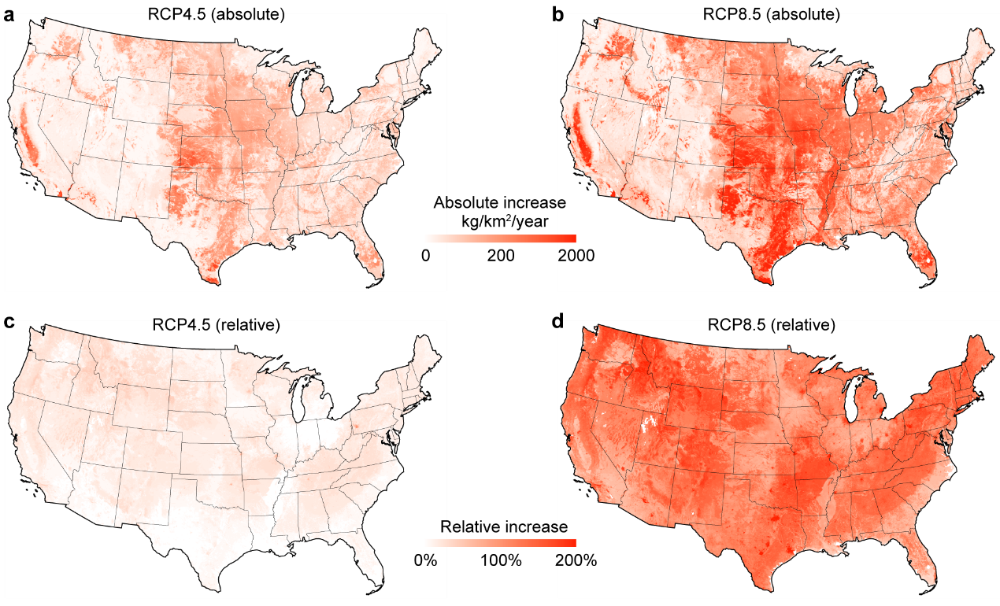 a
RCP4.5 (absolute)
b
RCP8.5 (absolute)
Absolute increase
kg/km²/year
0 200 2000
c
RCP4.5 (relative)
d
RCP8.5 (relative)
Relative increase
0% 100% 200%